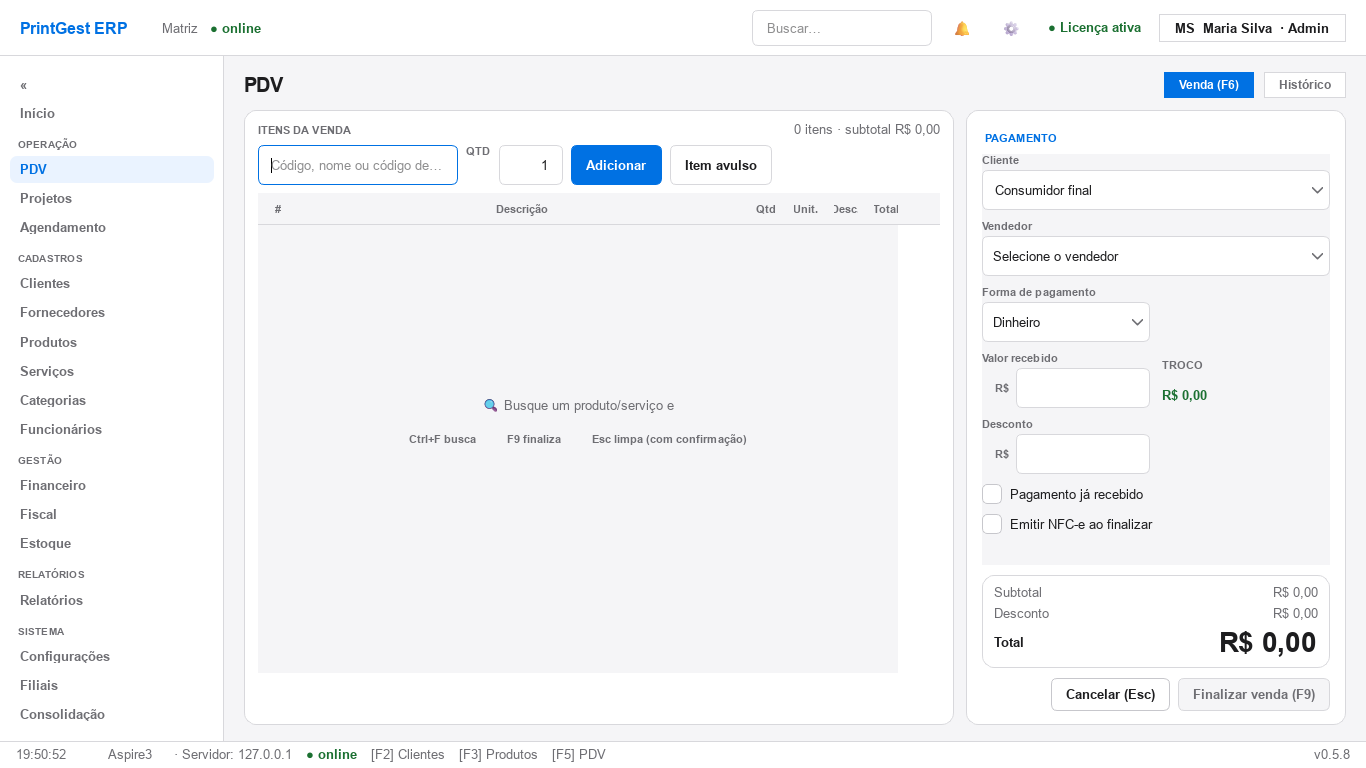 PrintGest ERP Matriz ● online Buscar… ● Licença ativa MS Maria Silva · Admin
«
Início
OPERAÇÃO
PDV
Projetos
Agendamento
CADASTROS
Clientes
Fornecedores
Produtos
Serviços
Categorias
Funcionários
GESTÃO
Financeiro
Fiscal
Estoque
RELATÓRIOS
Relatórios
SISTEMA
Configurações
Filiais
Consolidação
PDV Venda (F6) Histórico
ITENS DA VENDA 0 itens · subtotal R$ 0,00
Código, nome ou código de… QTD 1 Adicionar Item avulso
# Descrição Qtd Unit. Desc Total
Busque um produto/serviço e
Ctrl+F busca F9 finaliza Esc limpa (com confirmação)
PAGAMENTO
Cliente
Consumidor final
Vendedor
Selecione o vendedor
Forma de pagamento
Dinheiro
Valor recebido TROCO
R$ R$ 0,00
Desconto
R$
Pagamento já recebido
Emitir NFC-e ao finalizar
Subtotal R$ 0,00
Desconto R$ 0,00
Total R$ 0,00
Cancelar (Esc) Finalizar venda (F9)
19:50:52 Aspire3 · Servidor: 127.0.0.1 ● online [F2] Clientes [F3] Produtos [F5] PDV v0.5.8